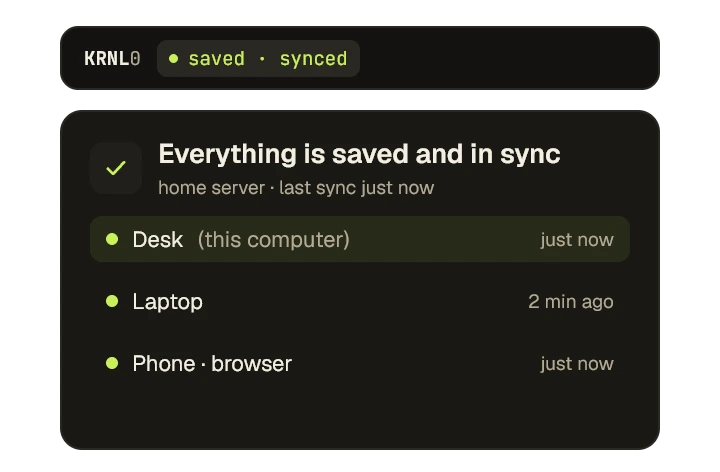 KRNL0 saved · synced
Everything is saved and in sync
home server · last sync just now
Desk (this computer) just now
Laptop 2 min ago
Phone · browser just now